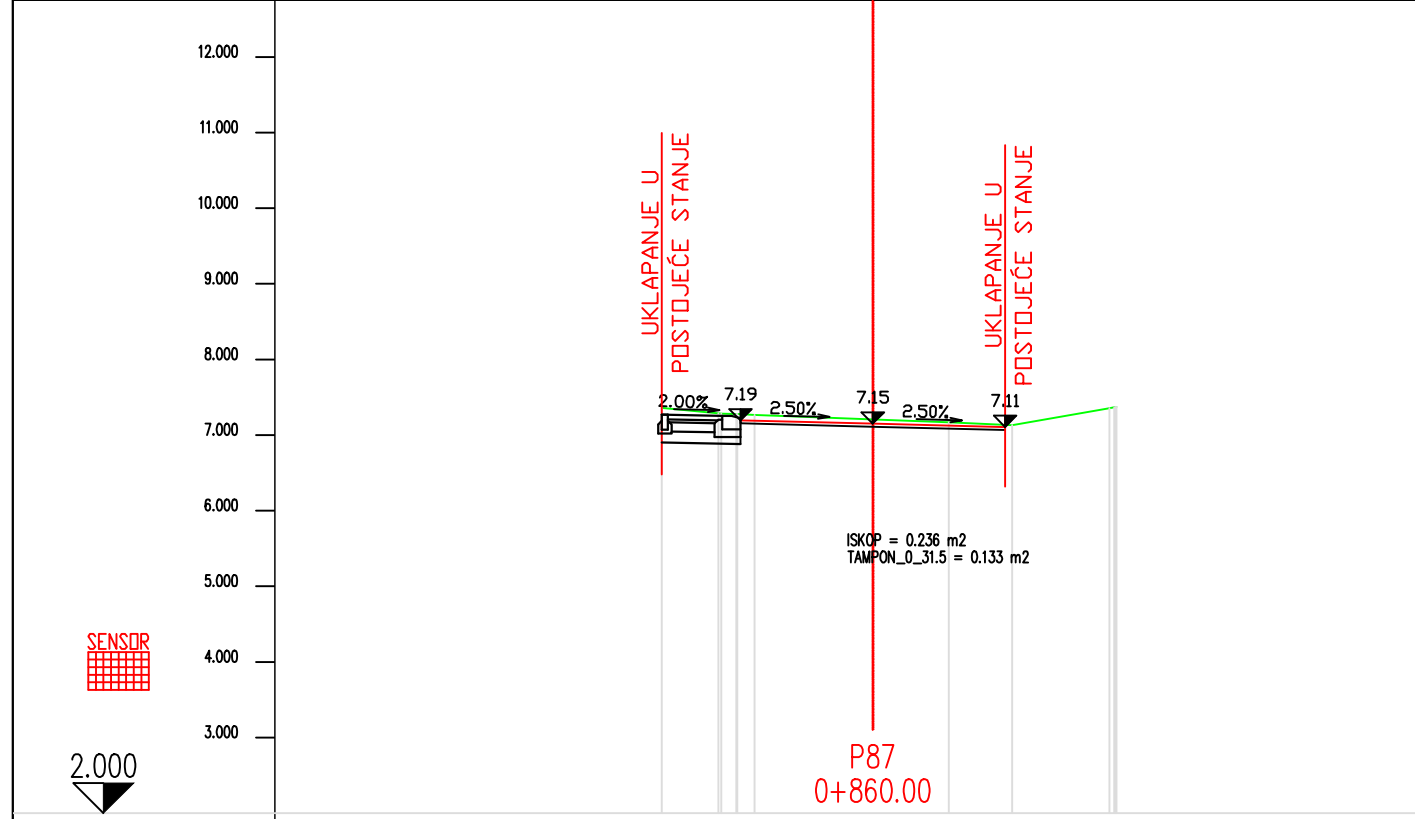 12.000
11.000
10.000
9.000
8.000
7.000
6.000
5.000
4.000
3.000
UKLAPANJE U
POSTOJEĆE STANJE
UKLAPANJE U
POSTOJEĆE STANJE
2.00%
7.19
2.50%
7.15
2.50%
7.11
ISKOP = 0.236 m2
TAMPON_0_31.5 = 0.133 m2
SENSOR
2.000
P87
0+860.00